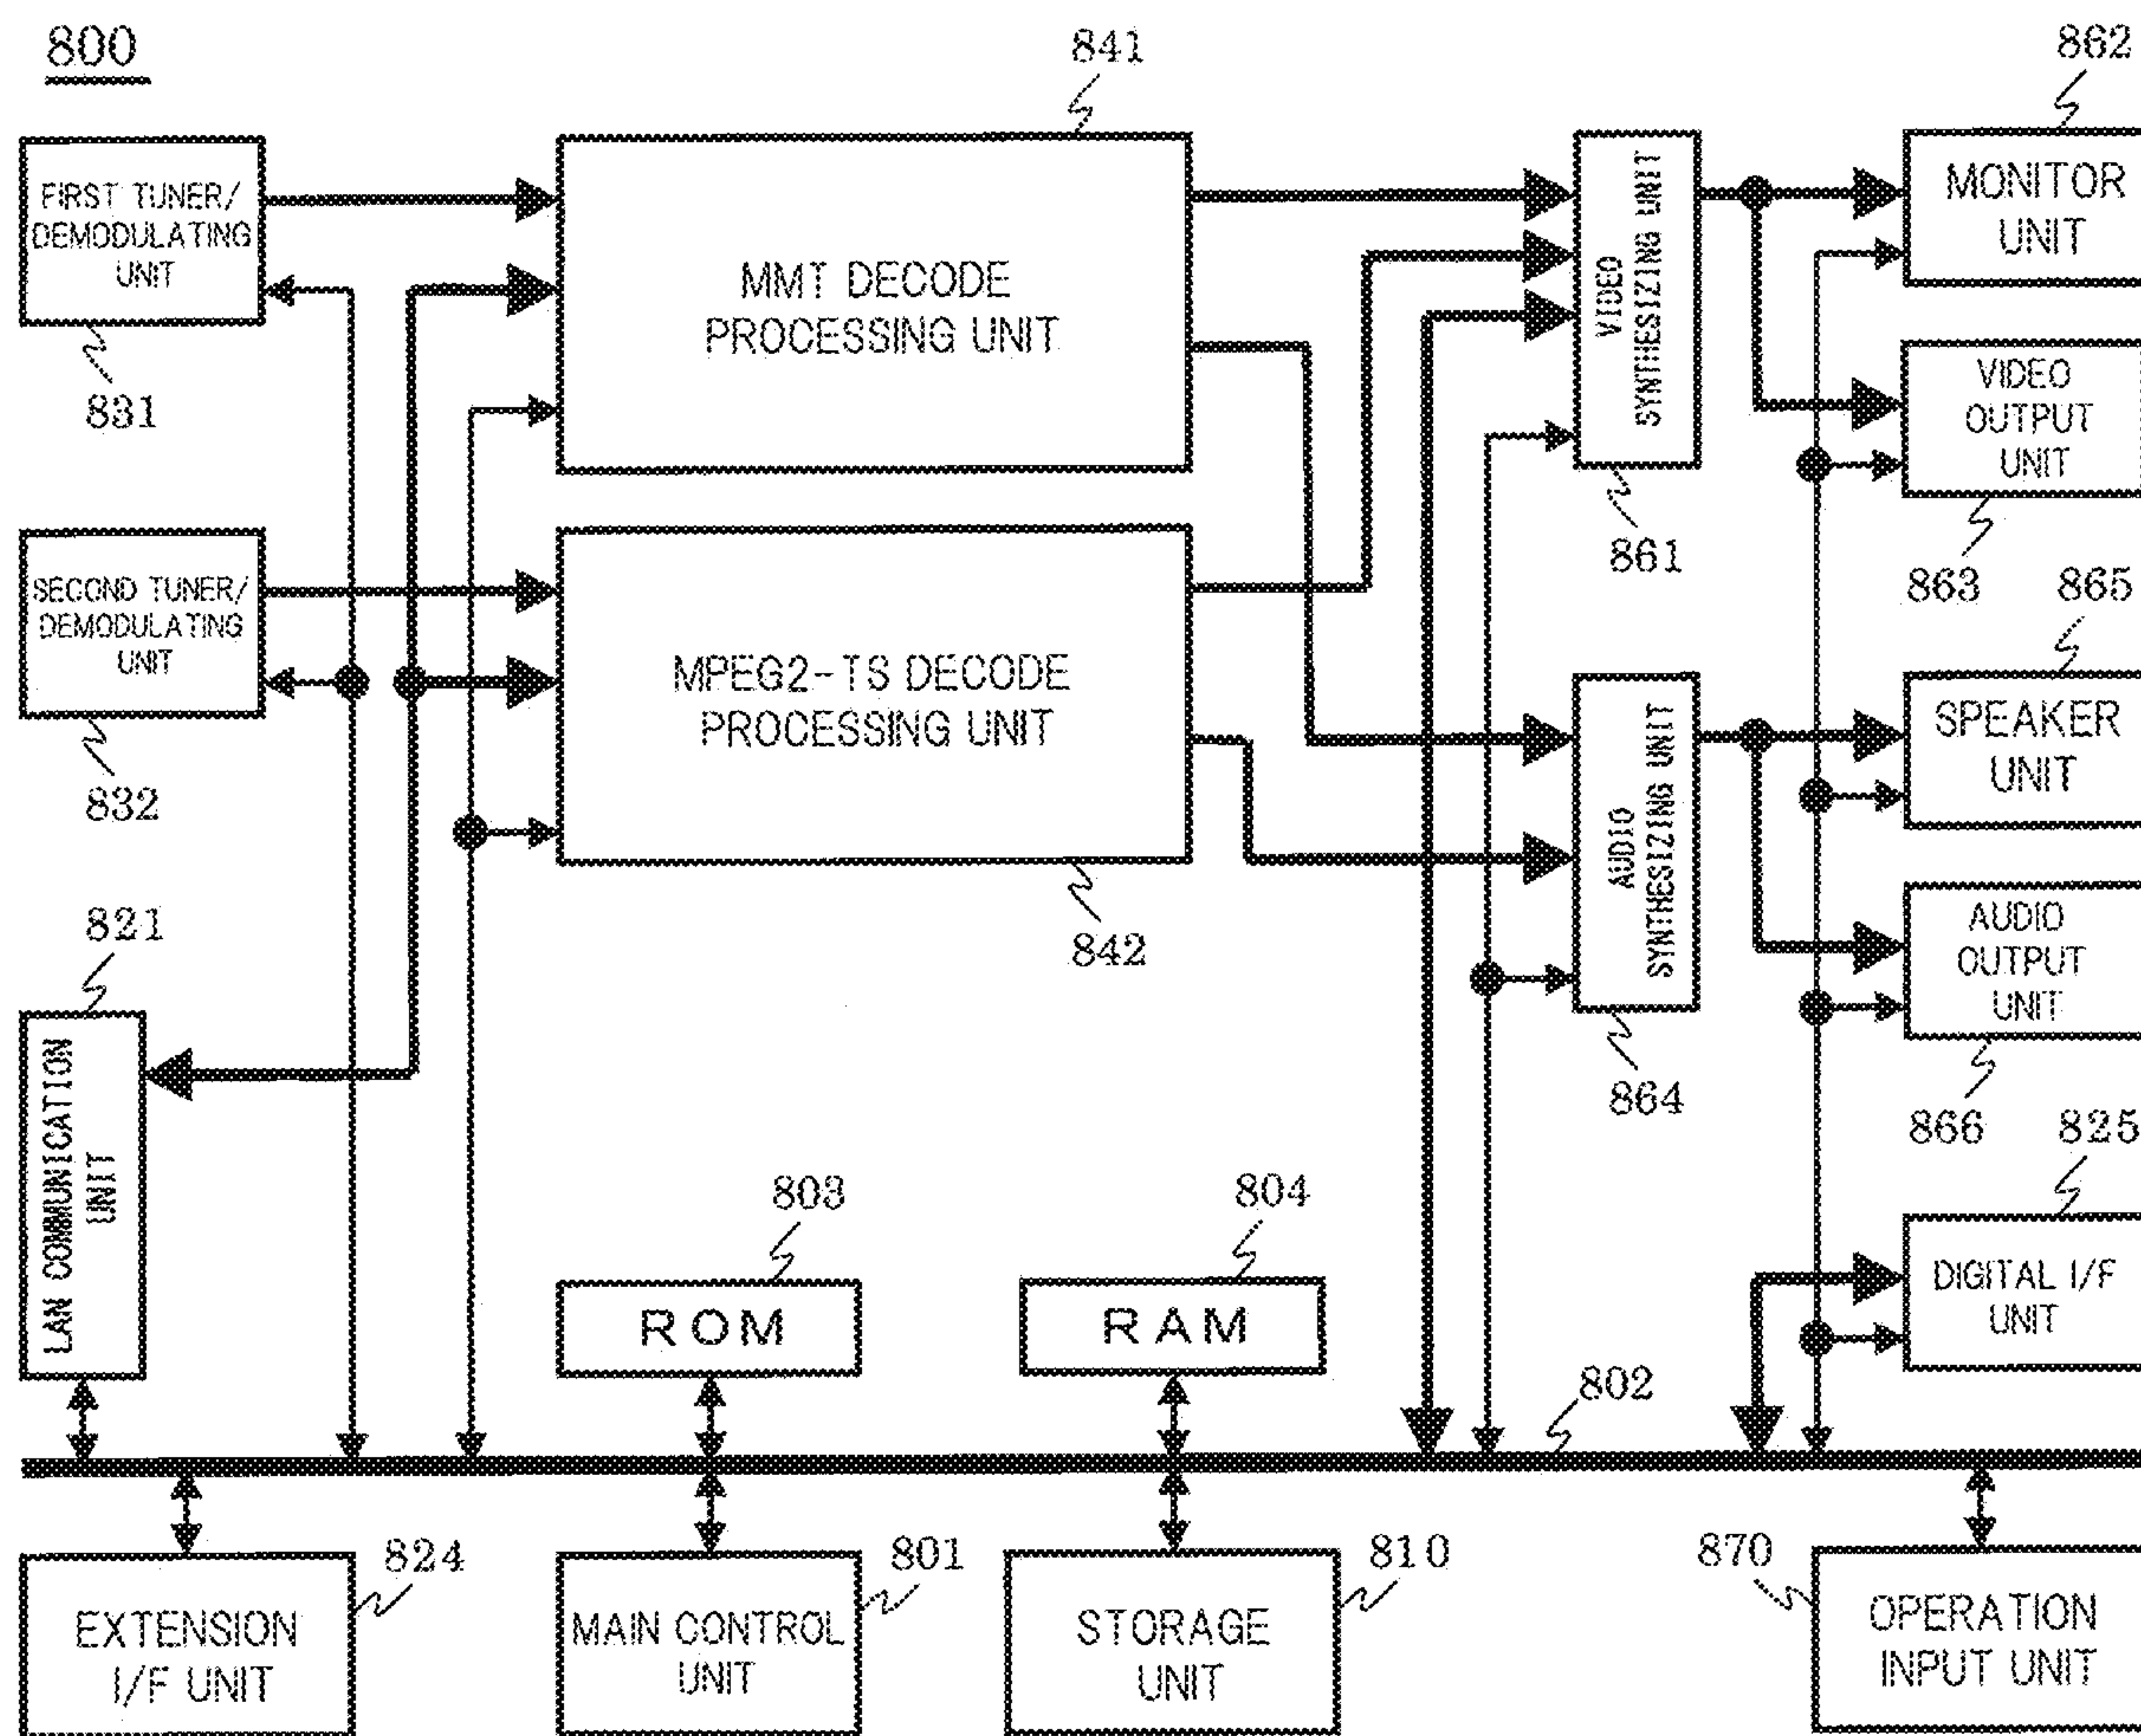 800
841
862
FIRST TUNER/
DEMODULATING
UNIT
831
MMT DECODE
PROCESSING UNIT
VIDEO
SYNTHESIZING UNIT
861
MONITOR
UNIT
VIDEO
OUTPUT
UNIT
863
SECOND TUNER/
DEMODULATING
UNIT
832
MPEG2-TS DECODE
PROCESSING UNIT
842
AUDIO
SYNTHESIZING UNIT
864
865
SPEAKER
UNIT
AUDIO
OUTPUT
UNIT
866
821
LAN COMMUNICATION
UNIT
803
ROM
804
RAM
825
DIGITAL I/F
UNIT
802
824
EXTENSION
I/F UNIT
801
MAIN CONTROL
UNIT
810
STORAGE
UNIT
870
OPERATION
INPUT UNIT